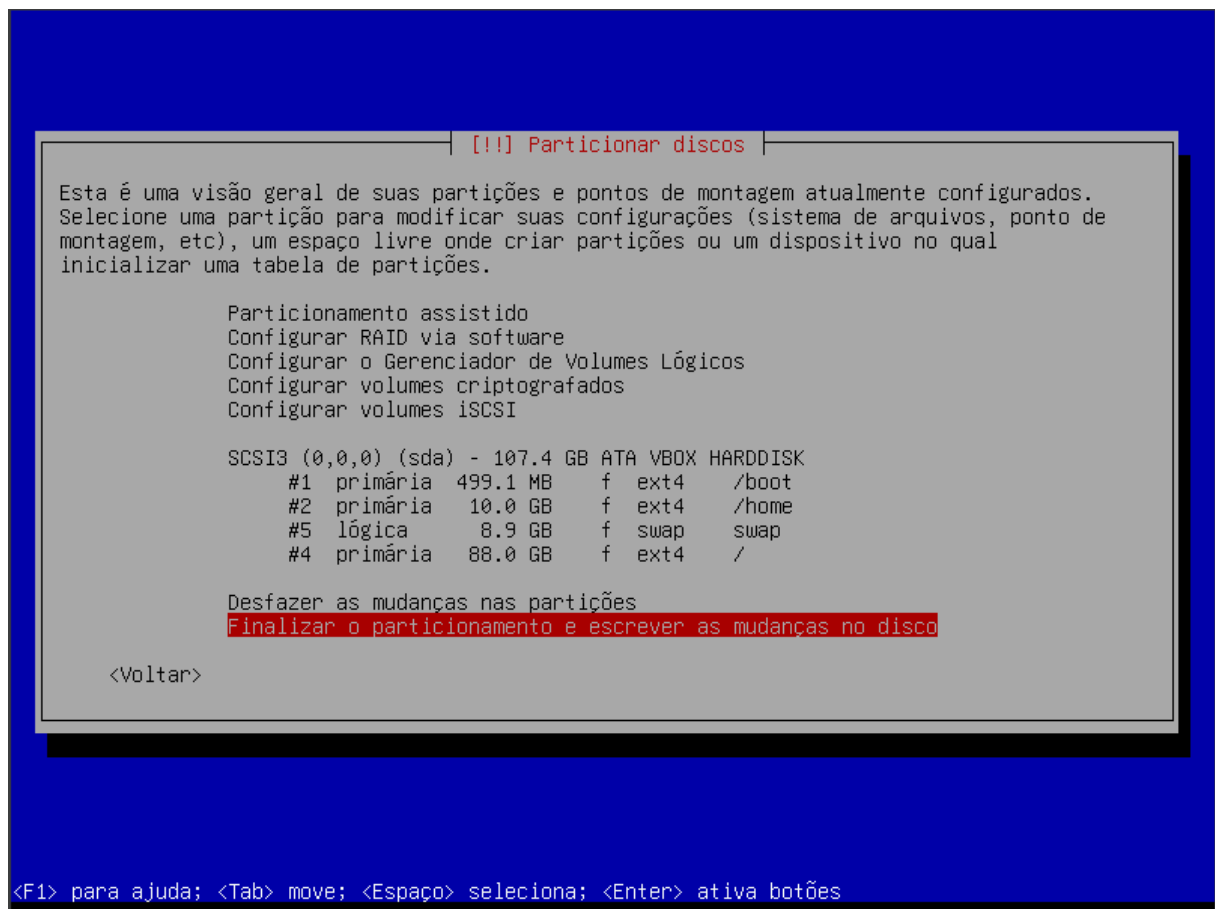 [!!] Particionar discos
Esta é uma visão geral de suas partições e pontos de montagem atualmente configurados.
Selecione uma partição para modificar suas configurações (sistema de arquivos, ponto de
montagem, etc), um espaço livre onde criar partições ou um dispositivo no qual
inicializar uma tabela de partições.
Particionamento assistido
Configurar RAID via software
Configurar o Gerenciador de Volumes Lógicos
Configurar volumes criptografados
Configurar volumes iSCSI
SCSI3 (0,0,0) (sda) - 107.4 GB ATA VBOX HARDDISK
#1 primária 499.1 MB f ext4 /boot
#2 primária 10.0 GB f ext4 /home
#5 lógica 8.9 GB f swap swap
#4 primária 88.0 GB f ext4 /
Desfazer as mudanças nas partições
Finalizar o particionamento e escrever as mudanças no disco
<Voltar>
<F1> para ajuda; <Tab> move; <Espaço> seleciona; <Enter> ativa botões